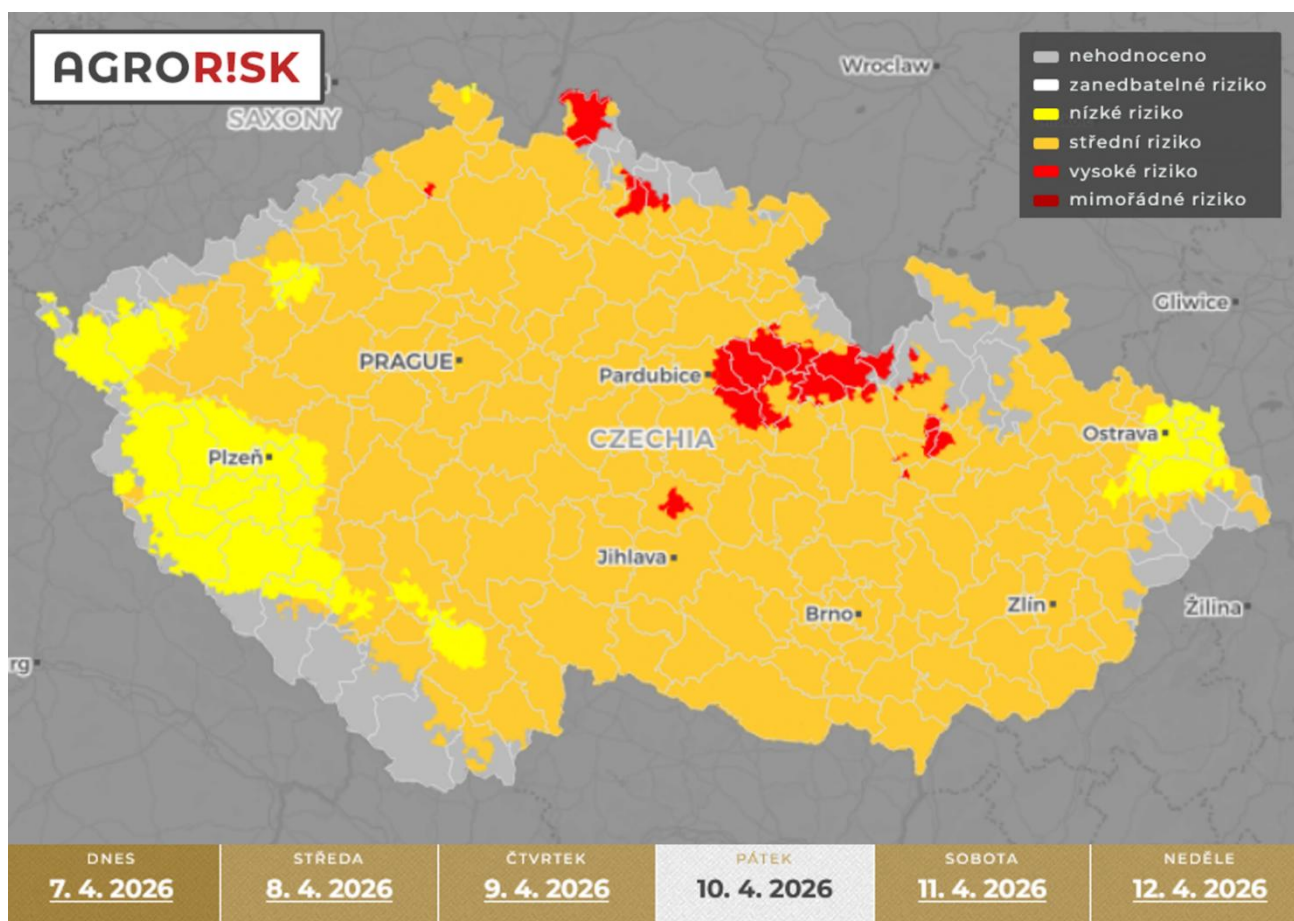 AGROR!SK
SAXONY
Wrocław
nehodnoceno
zanedbatelné riziko
nízké riziko
střední riziko
vysoké riziko
mimořádné riziko
Gliwice
PRAGUE
Pardubice
CZECHIA
Ostrava
Plzeň
Jihlava
Brno
Zlín
Žilina
rg
DNES
7. 4. 2026
STŘEDA
8. 4. 2026
ČTVRTEK
9. 4. 2026
PÁTEK
10. 4. 2026
SOBOTA
11. 4. 2026
NEDĚLE
12. 4. 2026